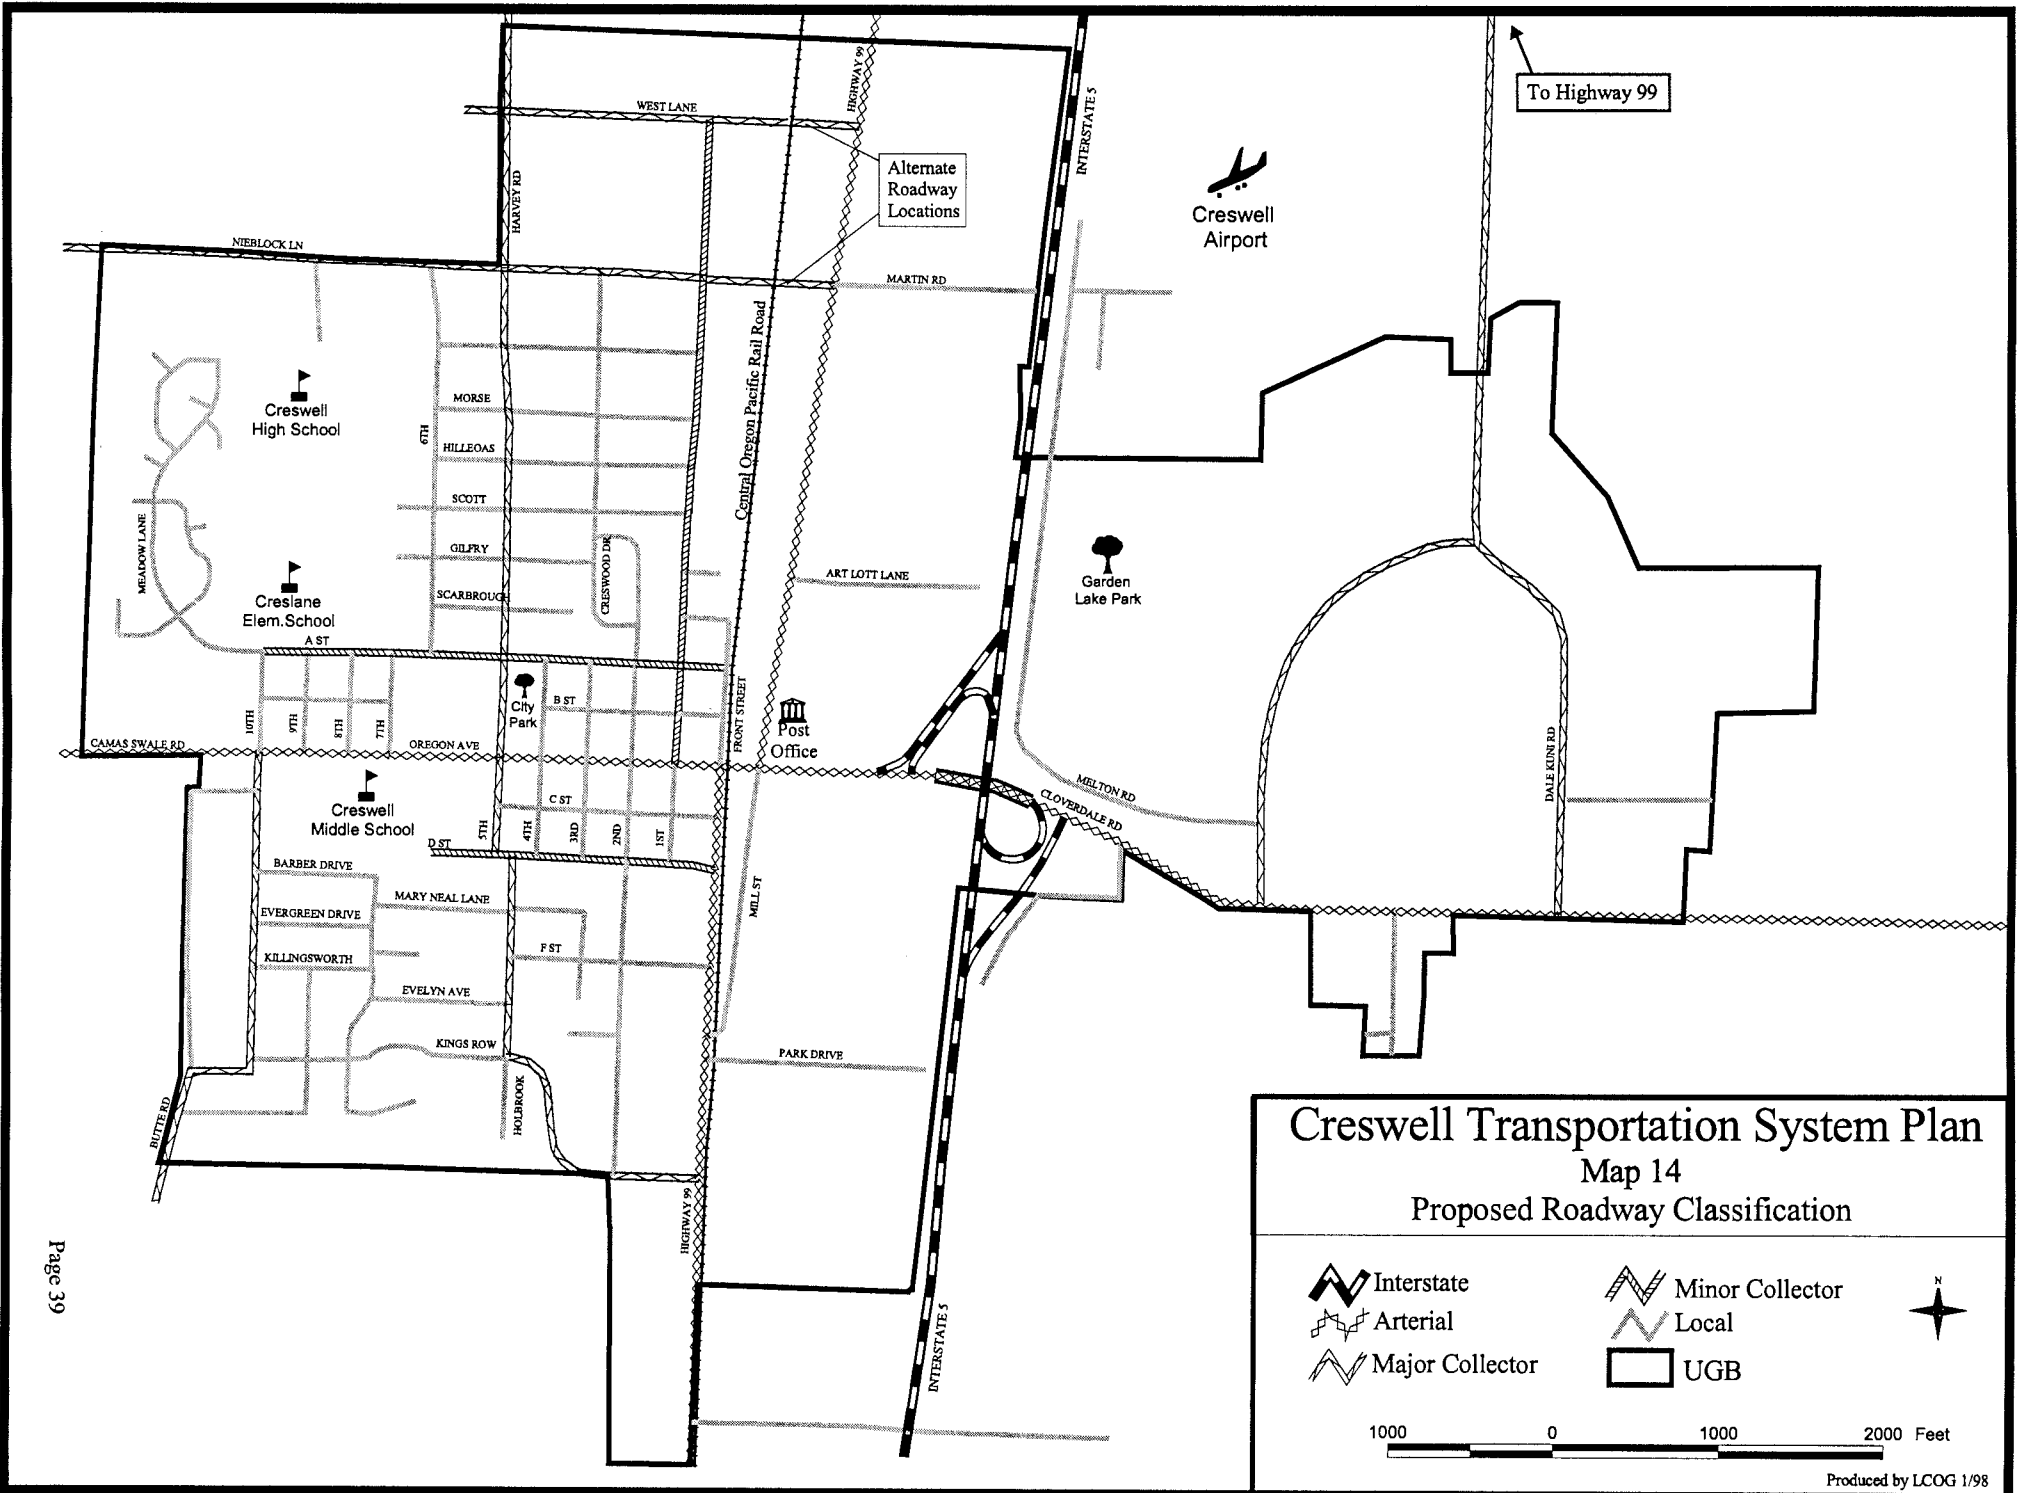 To Highway 99
HIGHWAY 99
INTERSTATE 5
WEST LANE
HARVEY RD
Alternate
Roadway
Locations
Creswell
Airport
NIEBLOCK LN
MARTIN RD
Central Oregon Pacific Rail Road
Creswell
High School
6TH
MORSE
HILLEGAS
SCOTT
GILFRY
SCARBROUGH
CRESWOOD DR
MEADOW LANE
ART LOTT LANE
Garden
Lake Park
Creslane
Elem.School
A ST
City
Park
B ST
10TH
9TH
8TH
7TH
FRONT STREET
Post
Office
CAMAS SWALE RD
OREGON AVE
MELTON RD
CLOVERDALE RD
DALE KUNI RD
Creswell
Middle School
C ST
5TH
4TH
3RD
2ND
1ST
D ST
BARBER DRIVE
MARY NEAL LANE
EVERGREEN DRIVE
MILL ST
F ST
KILLINGSWORTH
EVELYN AVE
KINGS ROW
PARK DRIVE
HOLBROOK
BUTTE RD
HIGHWAY 99
INTERSTATE 5
Page 39
Creswell Transportation System Plan
Map 14
Proposed Roadway Classification
Interstate
Arterial
Major Collector
Minor Collector
Local
UGB
N
1000 0 1000 2000 Feet
Produced by LCOG 1/98